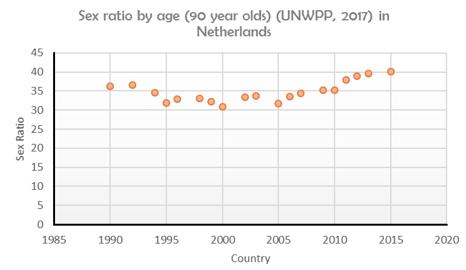 Sex ratio by age (90 year olds) (UNWPP, 2017) in
Netherlands
45
40
35
30
25
20
15
10
5
0
Sex Ratio
1985 1990 1995 2000 2005 2010 2015 2020
Country